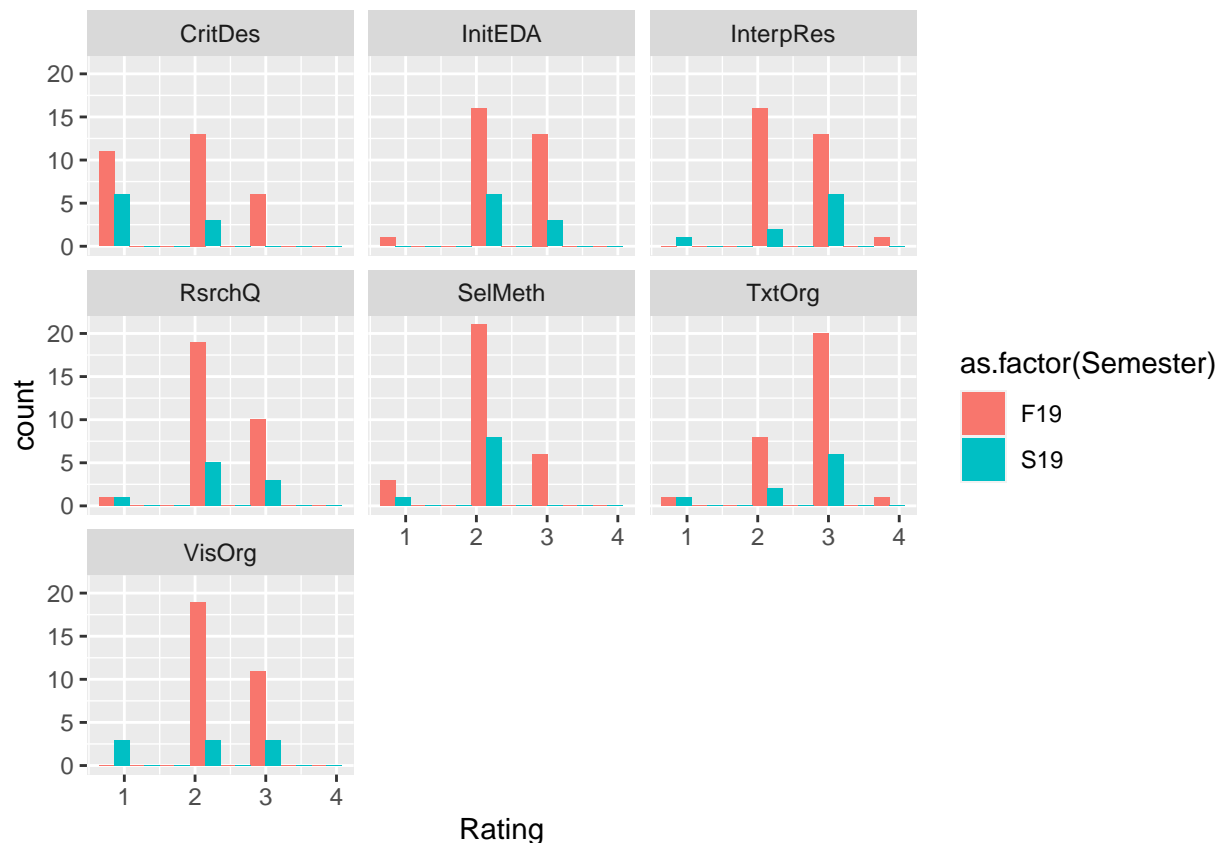 CritDes InitEDA InterpRes
20
15
10
5
0
RsrchQ SelMeth TxtOrg
20
15
10
5
0
1 2 3 4 1 2 3 4
VisOrg
20
15
10
5
0
1 2 3 4
Rating
count
as.factor(Semester)
F19
S19